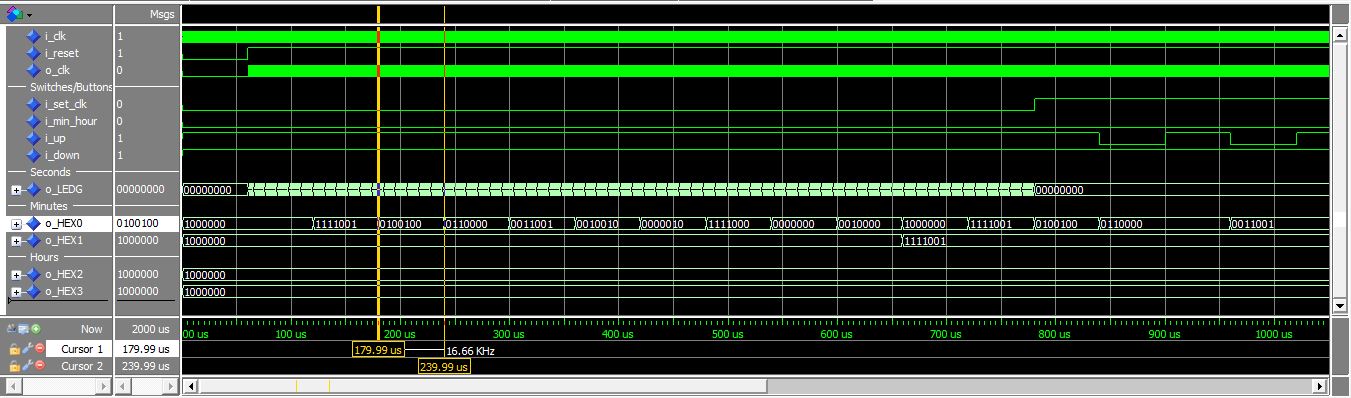 Msgs
i_clk 1
i_reset 1
o_clk 0
Switches/Buttons
i_set_clk 0
i_min_hour 0
i_up 1
i_down 1
Seconds
o_LEDG 00000000 00000000 00000000
Minutes
o_HEX0 0100100 1000000 1111001 0100100 0110000 0011001 0010010 0000010 1111000 0000000 0010000 1000000 1111001 0100100 0110000 0011001
o_HEX1 1000000 1000000 1111001
Hours
o_HEX2 1000000 1000000
o_HEX3 1000000 1000000
Now 2000 us 00 us 100 us 200 us 300 us 400 us 500 us 600 us 700 us 800 us 900 us 1000 us
Cursor 1 179.99 us 179.99 us 16.66 KHz
Cursor 2 239.99 us 239.99 us